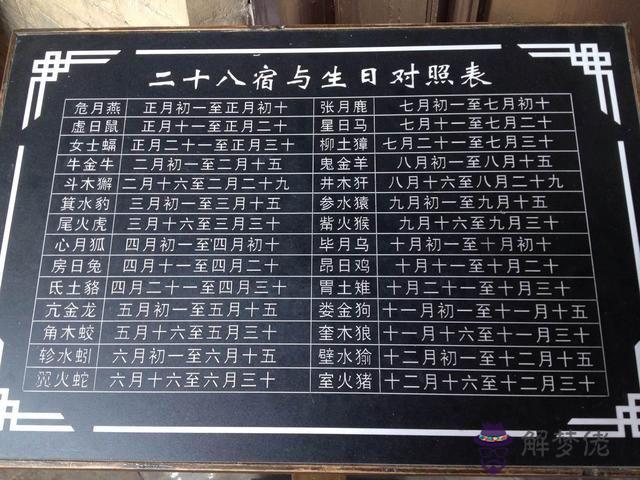 二十八宿与生日对照表
危月燕 正月初一至正月初十 张月鹿 七月初一至七月初十
虚日鼠 正月十一至正月二十 星日马 七月十一至七月二十
女士蝠 正月二十一至正月三十 柳土獐 七月二十一至七月三十
牛金牛 二月初一至二月十五 鬼金羊 八月初一至八月十五
斗木獬 二月十六至二月二十九 井木犴 八月十六至八月二十九
箕水豹 三月初一至三月十五 参水猿 九月初一至九月十五
尾火虎 三月十六至三月三十 觜火猴 九月十六至九月三十
心月狐 四月初一至四月初十 毕月乌 十月初一至十月初十
房日兔 四月十一至四月二十 昂日鸡 十月十一至十月二十
氐土貉 四月二十一至四月三十 胃土雉 十月二十一至十月三十
亢金龙 五月初一至五月十五 娄金狗 十一月初一至十一月十五
角木蛟 五月十六至五月三十 奎木狼 十一月十六至十一月三十
轸水蚓 六月初一至六月十五 壁水貐 十二月初一至十二月十五
翼火蛇 六月十六至六月三十 室火猪 十二月十六至十二月三十
解梦佬